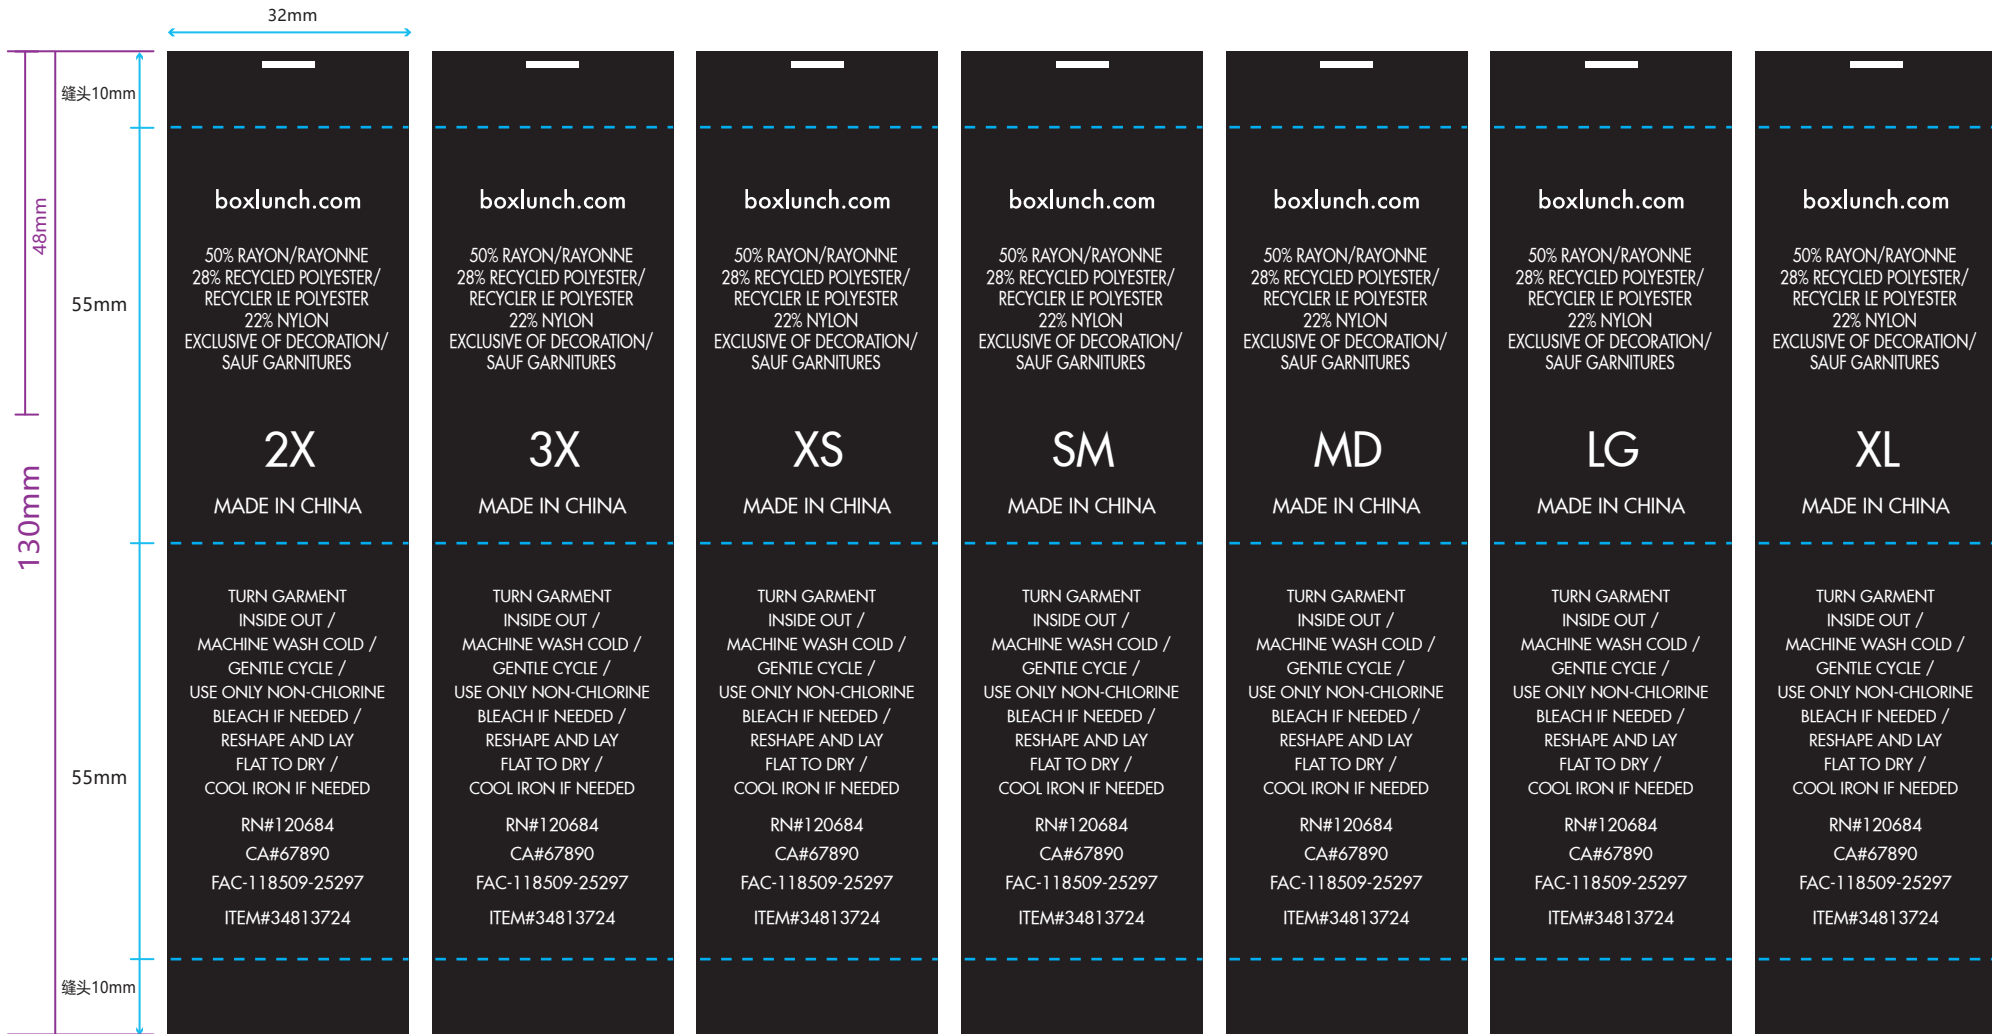 32mm
缝头10mm
48mm
55mm
130mm
55mm
缝头10mm
boxlunch.com
50% RAYON/RAYONNE
28% RECYCLED POLYESTER/
RECYCLER LE POLYESTER
22% NYLON
EXCLUSIVE OF DECORATION/
SAUF GARNITURES
2X
MADE IN CHINA
TURN GARMENT
INSIDE OUT /
MACHINE WASH COLD /
GENTLE CYCLE /
USE ONLY NON-CHLORINE
BLEACH IF NEEDED /
RESHAPE AND LAY
FLAT TO DRY /
COOL IRON IF NEEDED
RN#120684
CA#67890
FAC-118509-25297
ITEM#34813724
boxlunch.com
50% RAYON/RAYONNE
28% RECYCLED POLYESTER/
RECYCLER LE POLYESTER
22% NYLON
EXCLUSIVE OF DECORATION/
SAUF GARNITURES
3X
MADE IN CHINA
TURN GARMENT
INSIDE OUT /
MACHINE WASH COLD /
GENTLE CYCLE /
USE ONLY NON-CHLORINE
BLEACH IF NEEDED /
RESHAPE AND LAY
FLAT TO DRY /
COOL IRON IF NEEDED
RN#120684
CA#67890
FAC-118509-25297
ITEM#34813724
boxlunch.com
50% RAYON/RAYONNE
28% RECYCLED POLYESTER/
RECYCLER LE POLYESTER
22% NYLON
EXCLUSIVE OF DECORATION/
SAUF GARNITURES
XS
MADE IN CHINA
TURN GARMENT
INSIDE OUT /
MACHINE WASH COLD /
GENTLE CYCLE /
USE ONLY NON-CHLORINE
BLEACH IF NEEDED /
RESHAPE AND LAY
FLAT TO DRY /
COOL IRON IF NEEDED
RN#120684
CA#67890
FAC-118509-25297
ITEM#34813724
boxlunch.com
50% RAYON/RAYONNE
28% RECYCLED POLYESTER/
RECYCLER LE POLYESTER
22% NYLON
EXCLUSIVE OF DECORATION/
SAUF GARNITURES
SM
MADE IN CHINA
TURN GARMENT
INSIDE OUT /
MACHINE WASH COLD /
GENTLE CYCLE /
USE ONLY NON-CHLORINE
BLEACH IF NEEDED /
RESHAPE AND LAY
FLAT TO DRY /
COOL IRON IF NEEDED
RN#120684
CA#67890
FAC-118509-25297
ITEM#34813724
boxlunch.com
50% RAYON/RAYONNE
28% RECYCLED POLYESTER/
RECYCLER LE POLYESTER
22% NYLON
EXCLUSIVE OF DECORATION/
SAUF GARNITURES
MD
MADE IN CHINA
TURN GARMENT
INSIDE OUT /
MACHINE WASH COLD /
GENTLE CYCLE /
USE ONLY NON-CHLORINE
BLEACH IF NEEDED /
RESHAPE AND LAY
FLAT TO DRY /
COOL IRON IF NEEDED
RN#120684
CA#67890
FAC-118509-25297
ITEM#34813724
boxlunch.com
50% RAYON/RAYONNE
28% RECYCLED POLYESTER/
RECYCLER LE POLYESTER
22% NYLON
EXCLUSIVE OF DECORATION/
SAUF GARNITURES
LG
MADE IN CHINA
TURN GARMENT
INSIDE OUT /
MACHINE WASH COLD /
GENTLE CYCLE /
USE ONLY NON-CHLORINE
BLEACH IF NEEDED /
RESHAPE AND LAY
FLAT TO DRY /
COOL IRON IF NEEDED
RN#120684
CA#67890
FAC-118509-25297
ITEM#34813724
boxlunch.com
50% RAYON/RAYONNE
28% RECYCLED POLYESTER/
RECYCLER LE POLYESTER
22% NYLON
EXCLUSIVE OF DECORATION/
SAUF GARNITURES
XL
MADE IN CHINA
TURN GARMENT
INSIDE OUT /
MACHINE WASH COLD /
GENTLE CYCLE /
USE ONLY NON-CHLORINE
BLEACH IF NEEDED /
RESHAPE AND LAY
FLAT TO DRY /
COOL IRON IF NEEDED
RN#120684
CA#67890
FAC-118509-25297
ITEM#34813724